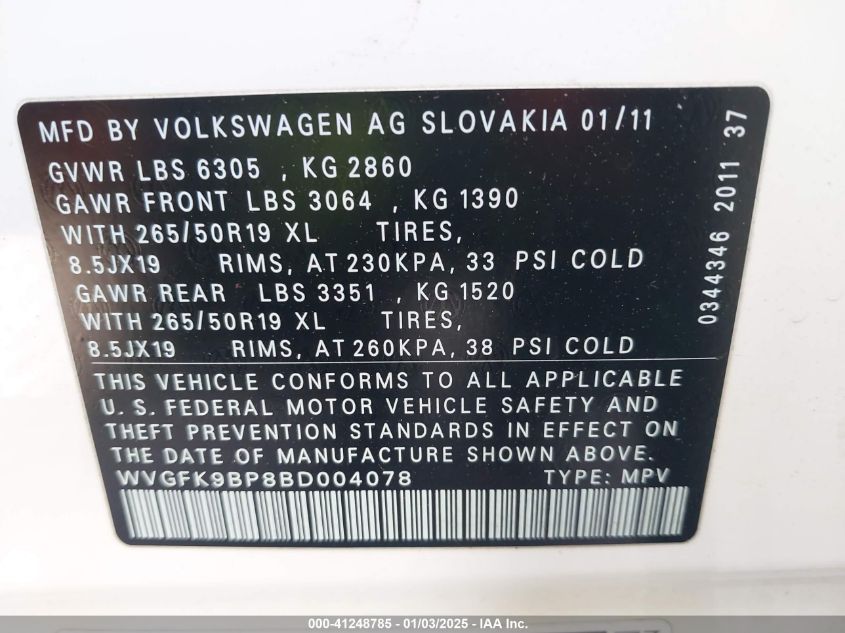 MFD BY VOLKSWAGEN AG SLOVAKIA 01/11
GVWR LBS 6305 , KG 2860
GAWR FRONT LBS 3064 , KG 1390
WITH 265/50R19 XL TIRES,
8.5JX19 RIMS, AT 230KPA, 33 PSI COLD
GAWR REAR LBS 3351 , KG 1520
WITH 265/50R19 XL TIRES,
8.5JX19 RIMS, AT 260KPA, 38 PSI COLD
THIS VEHICLE CONFORMS TO ALL APPLICABLE
U. S. FEDERAL MOTOR VEHICLE SAFETY AND
THEFT PREVENTION STANDARDS IN EFFECT ON
THE DATE OF MANUFACTURE SHOWN ABOVE.
WVGFK9BP8BD004078 TYPE: MPV
0344346 2011 37
000-41248785 - 01/03/2025 - IAA Inc.